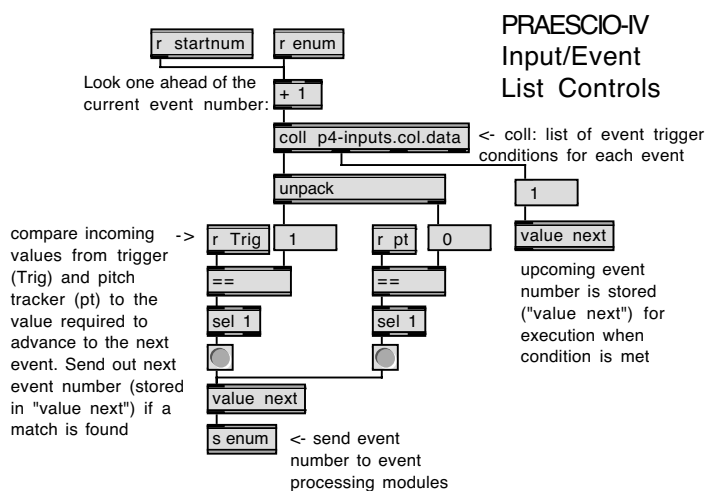 PRAESCIO-IV
Input/Event
List Controls
r startnum
r enum
Look one ahead of the
current event number:
+ 1
coll p4-inputs.col.data
<- coll: list of event trigger
conditions for each event
unpack
1
value next
upcoming event
number is stored
("value next") for
execution when
condition is met
compare incoming
values from trigger
(Trig) and pitch
tracker (pt) to the
value required to
advance to the next
event. Send out next
event number (stored
in "value next") if a
match is found
->
r Trig
1
r pt
0
==
==
sel 1
sel 1
value next
s enum
<- send event
number to event
processing modules